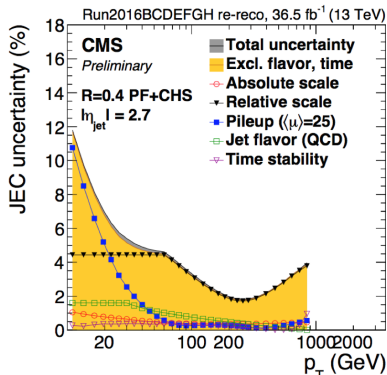 Run2016BCDEFGH re-reco, 36.5 fb⁻¹ (13 TeV)
JEC uncertainty (%)
18
16
14
12
10
8
6
4
2
0
CMS
Preliminary
R=0.4 PF+CHS
|η_jet| = 2.7
Total uncertainty
Excl. flavor, time
Absolute scale
Relative scale
Pileup (⟨μ⟩=25)
Jet flavor (QCD)
Time stability
20 100 200 1000 2000
p_T (GeV)